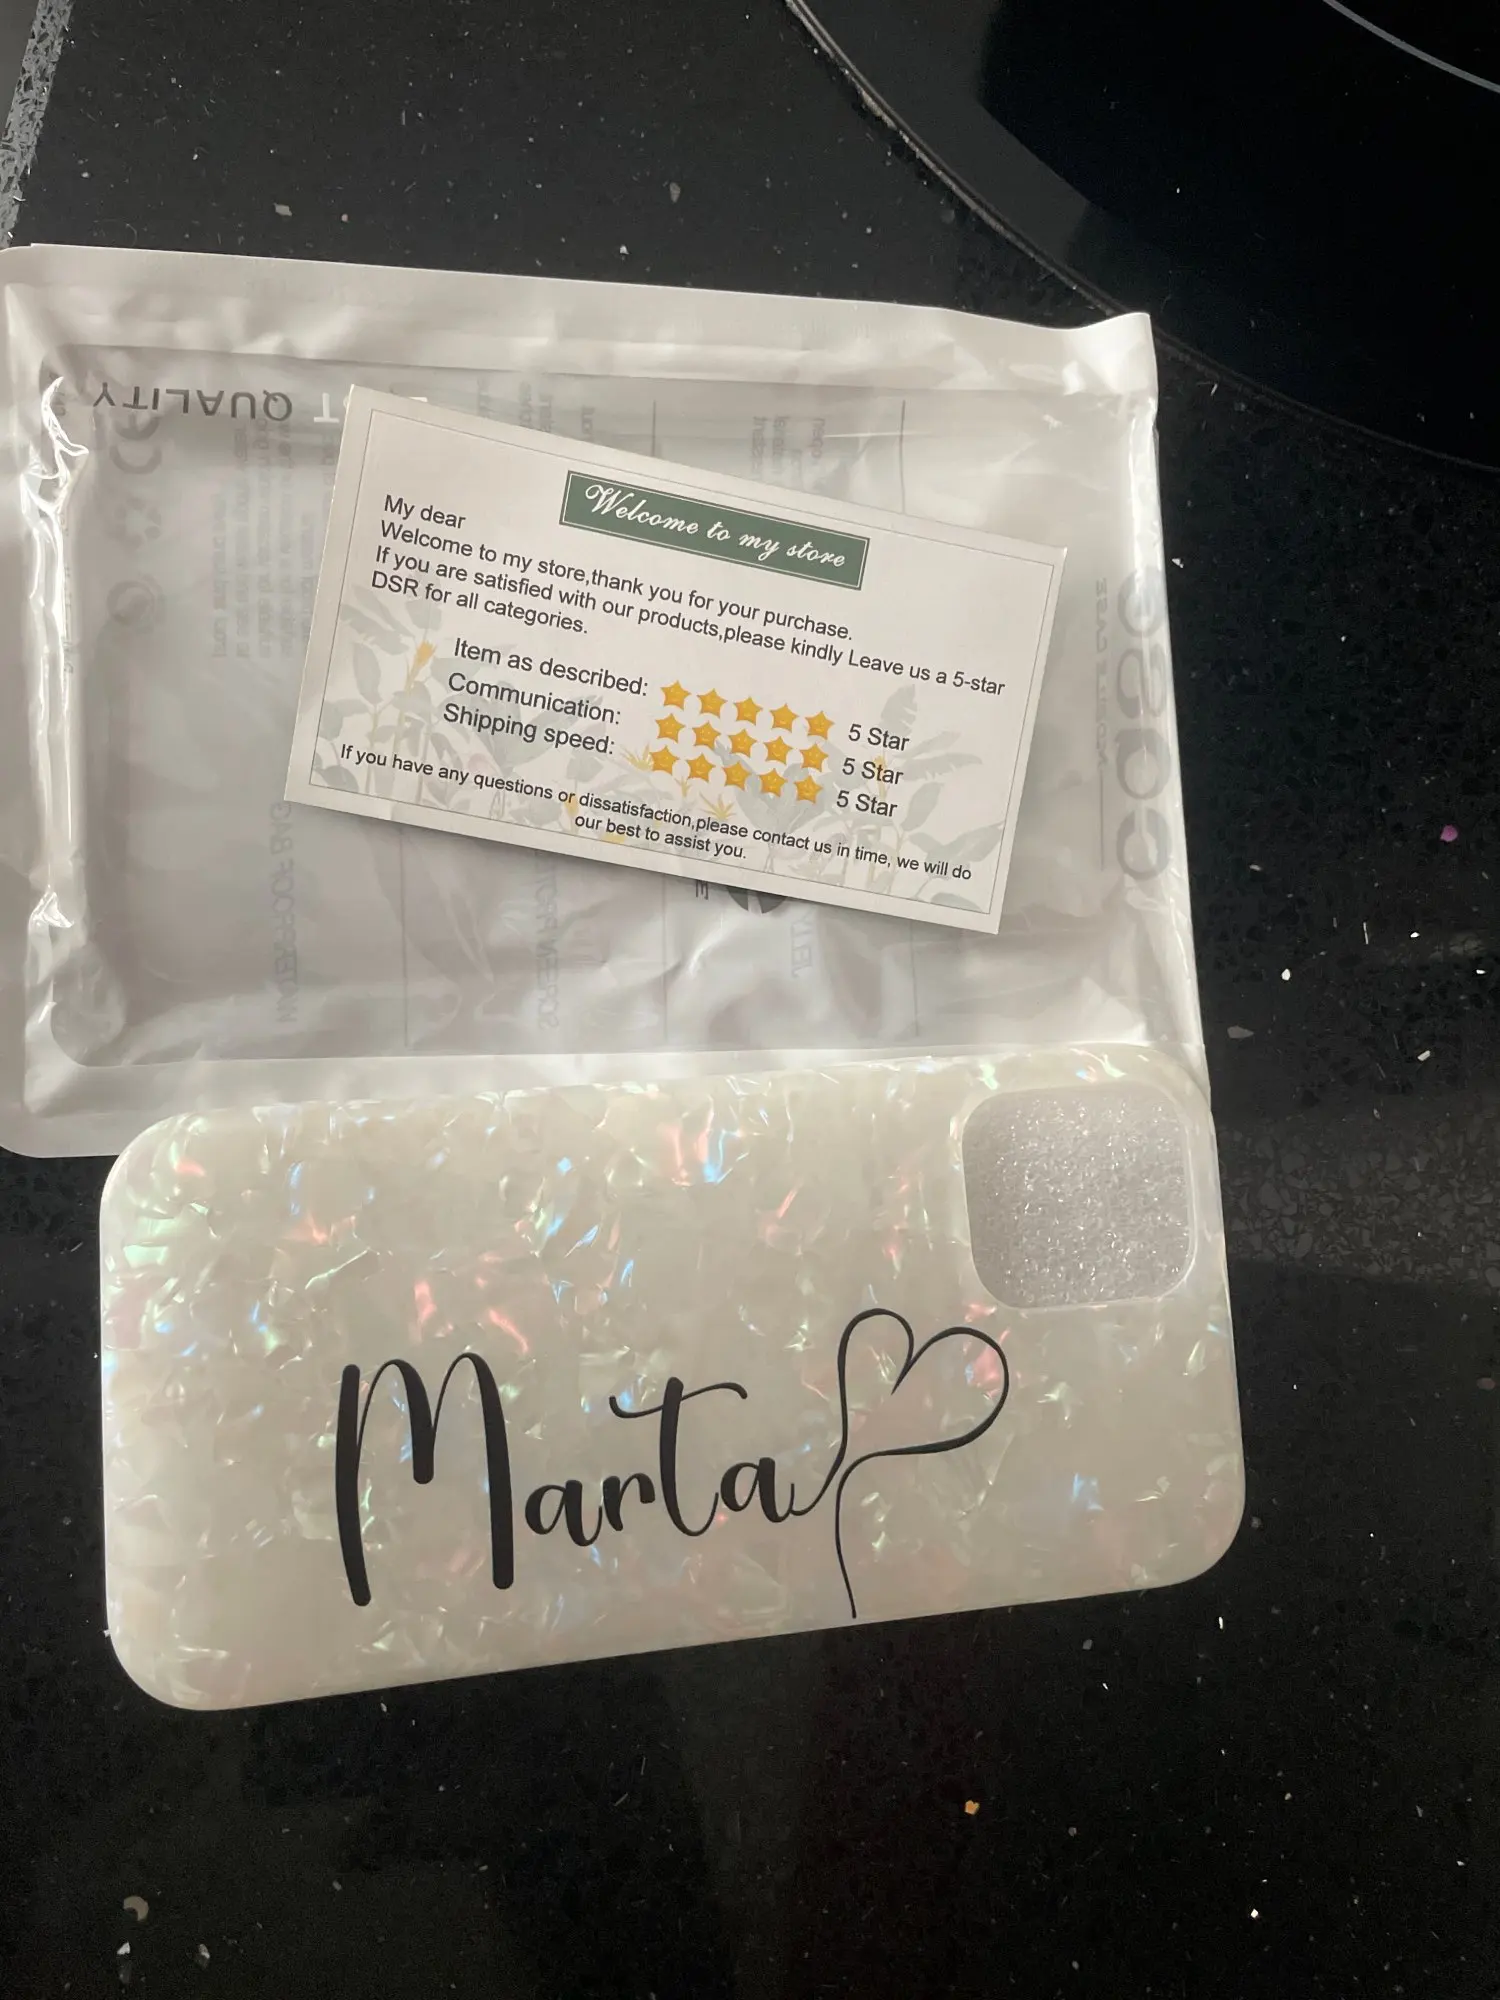 QUALITY
Welcome to my store
My dear
Welcome to my store,thank you for your purchase.
If you are satisfied with our products,please kindly Leave us a 5-star
DSR for all categories.
Item as described: 5 Star
Communication: 5 Star
Shipping speed: 5 Star
If you have any questions or dissatisfaction,please contact us in time, we will do
our best to assist you.
case
Marta